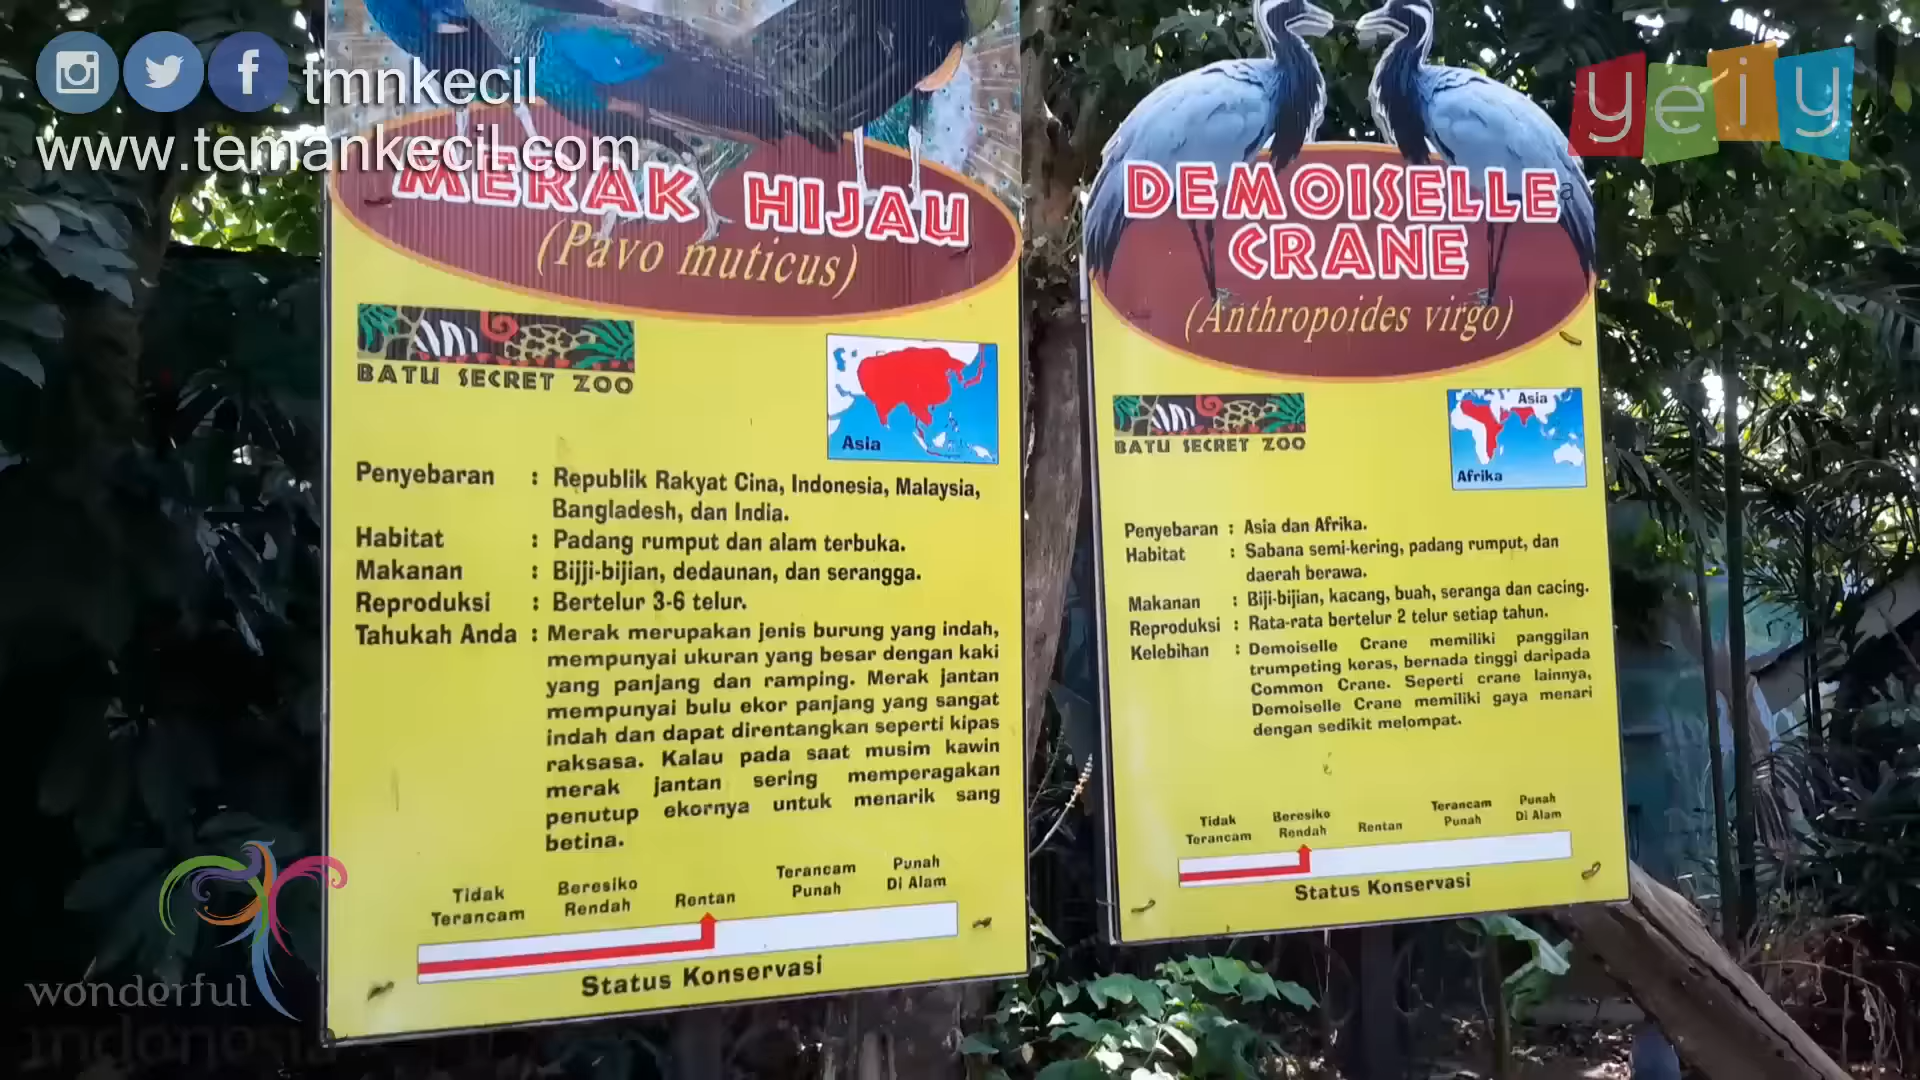 tmnkecil
www.temankecil.com
yeiy
animation
MERAK HIJAU
(Pavo muticus)
BATU SECRET ZOO
Asia
Penyebaran : Republik Rakyat Cina, Indonesia, Malaysia,
Bangladesh, dan India.
Habitat : Padang rumput dan alam terbuka.
Makanan : Bijji-bijian, dedaunan, dan serangga.
Reproduksi : Bertelur 3-6 telur.
Tahukah Anda : Merak merupakan jenis burung yang indah,
mempunyai ukuran yang besar dengan kaki
yang panjang dan ramping. Merak jantan
mempunyai bulu ekor panjang yang sangat
indah dan dapat direntangkan seperti kipas
raksasa. Kalau pada saat musim kawin
merak jantan sering memperagakan
penutup ekornya untuk menarik sang
betina.
Tidak Terancam
Beresiko Rendah
Rentan
Terancam Punah
Punah Di Alam
Status Konservasi
DEMOISELLE
CRANE
(Anthropoides virgo)
BATU SECRET ZOO
Asia
Afrika
Penyebaran : Asia dan Afrika.
Habitat : Sabana semi-kering, padang rumput, dan
daerah berawa.
Makanan : Biji-bijian, kacang, buah, seranga dan cacing.
Reproduksi : Rata-rata bertelur 2 telur setiap tahun.
Kelebihan : Demoiselle Crane memiliki panggilan
trumpeting keras, bernada tinggi daripada
Common Crane. Seperti crane lainnya,
Demoiselle Crane memiliki gaya menari
dengan sedikit melompat.
Tidak Terancam
Beresiko Rendah
Rentan
Terancam Punah
Punah Di Alam
Status Konservasi
wonderful
indonesia